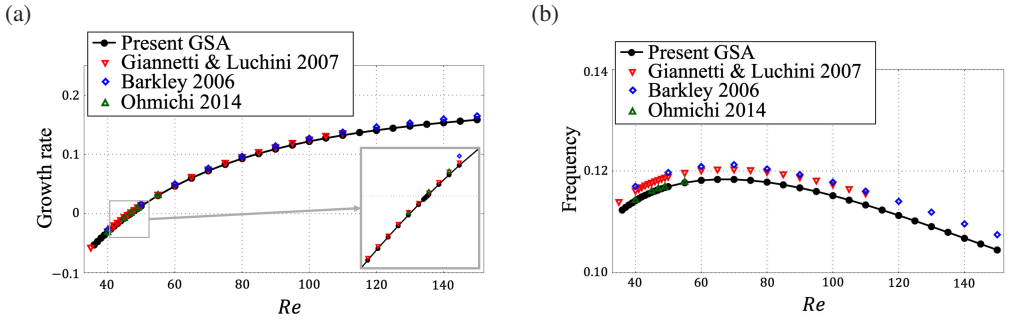 (a)
Present GSA
Giannetti & Luchini 2007
Barkley 2006
Ohmichi 2014
Growth rate
0.2
0.1
0
−0.1
40 60 80 100 120 140
Re
(b)
Present GSA
Giannetti & Luchini 2007
Barkley 2006
Ohmichi 2014
Frequency
0.14
0.12
0.10
40 60 80 100 120 140
Re